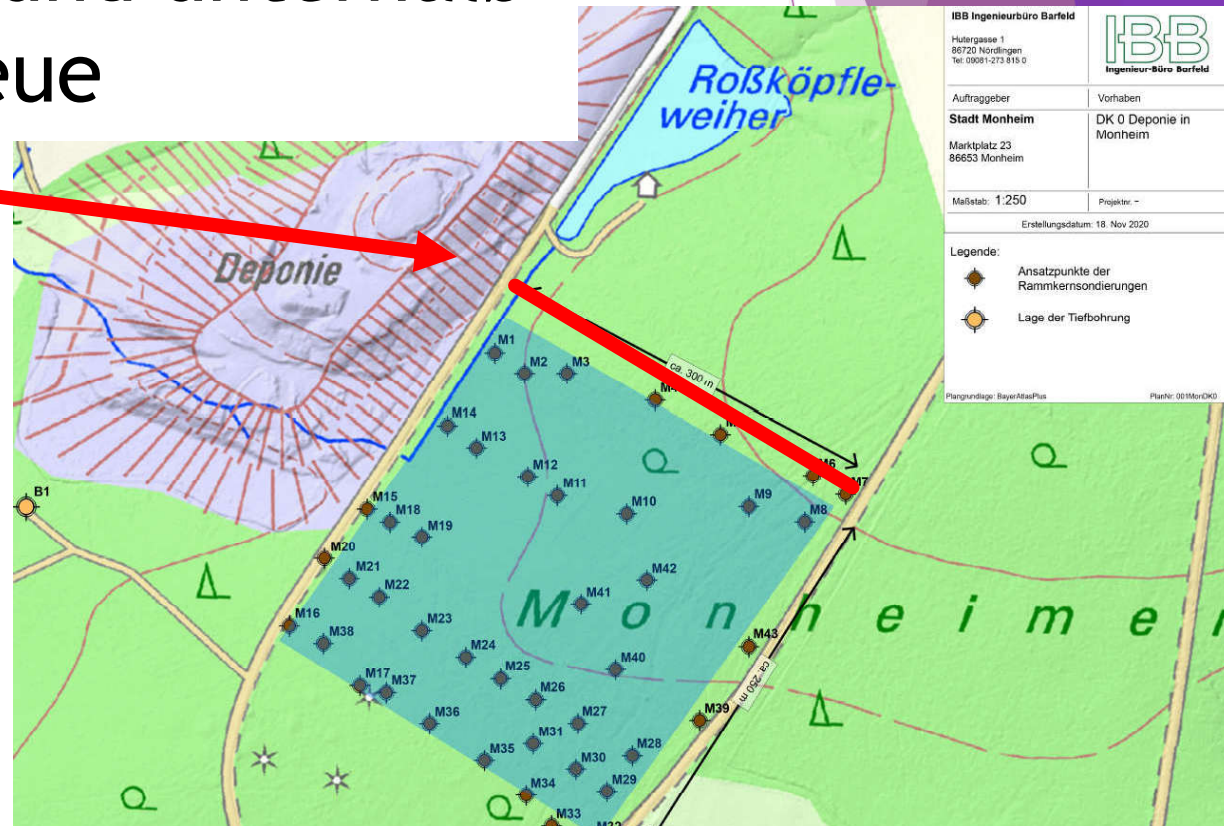 eue
Roßköpfle-
weiher
Deponie
IBB Ingenieurbüro Barfeld
Hutergasse 1
86720 Nördlingen
Tel: 09081-273 815 0
IBB
Ingenieur-Büro Barfeld
Auftraggeber
Vorhaben
Stadt Monheim
DK 0 Deponie in
Monheim
Marktplatz 23
86653 Monheim
Maßstab: 1:250
Projektnr. -
Erstellungsdatum: 18. Nov 2020
Legende:
Ansatzpunkte der
Rammkernsondierungen
Lage der Tiefbohrung
Plangrundlage: BayerAtlasPlus
PlanNr: 001MonDK0
M1
M2
M3
ca. 300 m
M14
M13
M12
M11
M10
M9
M8
M6
M7
B1
M15
M18
M19
M20
M21
M22
M42
M41
Monheimer
M16
M38
M23
M24
M25
M26
M40
M43
ca. 250 m
M17
M37
M36
M27
M39
M31
M28
M35
M30
M29
M34
M33